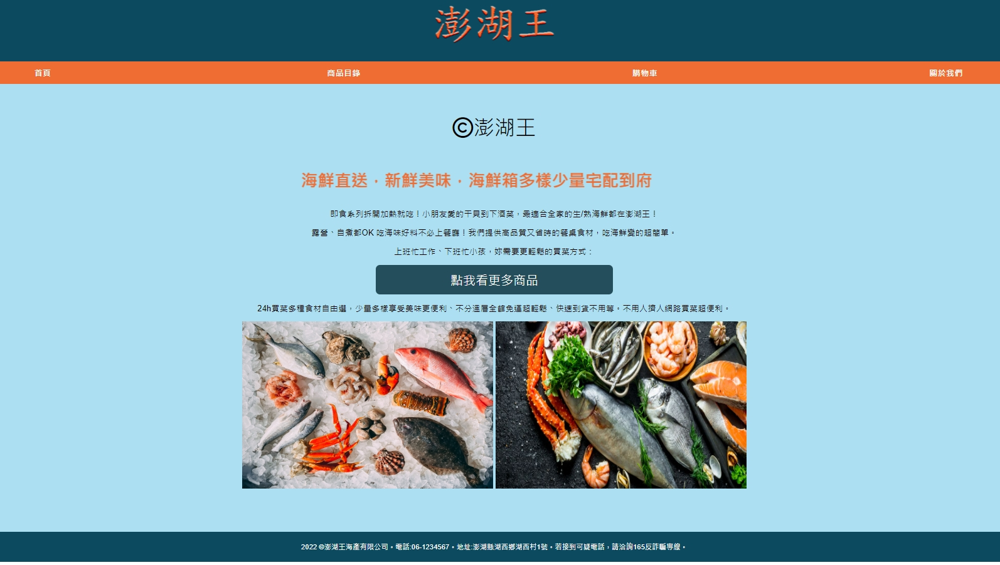 澎湖王
首頁 商品目錄 購物車 關於我們
©澎湖王
海鮮直送，新鮮美味，海鮮箱多樣少量宅配到府
即食系列拆開加熱就吃！小朋友愛的干貝到下酒菜，最適合全家的生/熟海鮮都在澎湖王！
露營、自煮都OK 吃海味好料不必上餐廳！我們提供高品質又省時的餐桌食材，吃海鮮變的超簡單。
上班忙工作、下班忙小孩，妳需要更輕鬆的買菜方式：
點我看更多商品
24h買菜多種食材自由選，少量多樣享受美味更便利、不分溫層全館免運超輕鬆、快速到貨不用等。不用人擠人網路買菜超便利。
2022 ©澎湖王海產有限公司。電話:06-1234567。地址:澎湖縣湖西鄉湖西村1號。若接到可疑電話，請洽詢165反詐騙專線。